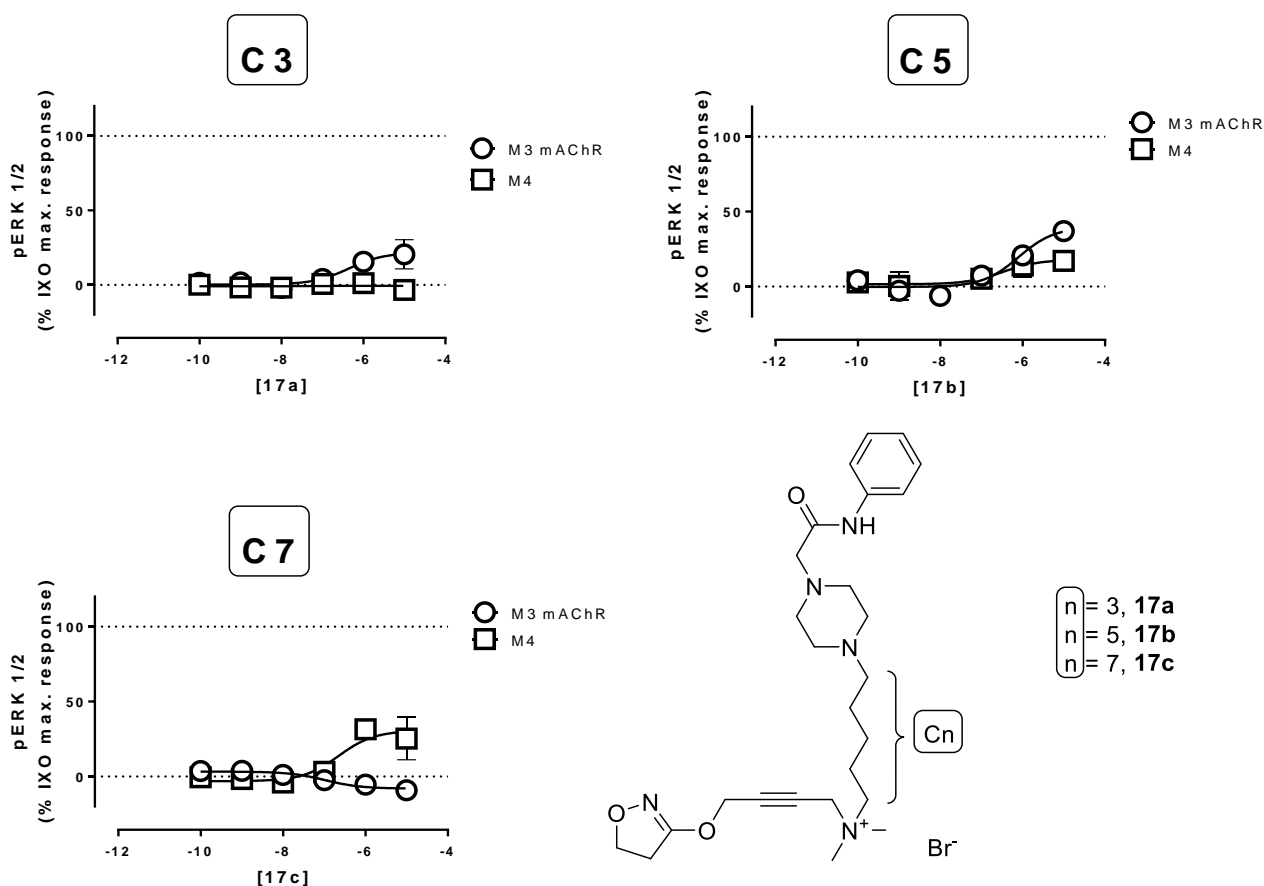 C 3
pERK 1/2
(% IXO max. response)
100
50
0
-12 -10 -8 -6 -4
[17a]
M3 mAChR
M4
C 5
pERK 1/2
(% IXO max. response)
100
50
0
-12 -10 -8 -6 -4
[17b]
M3 mAChR
M4
C 7
pERK 1/2
(% IXO max. response)
100
50
0
-12 -10 -8 -6 -4
[17c]
M3 mAChR
M4
O
NH
N
N
Cn
O
N
O
N+
Br-
n = 3, 17a
n = 5, 17b
n = 7, 17c